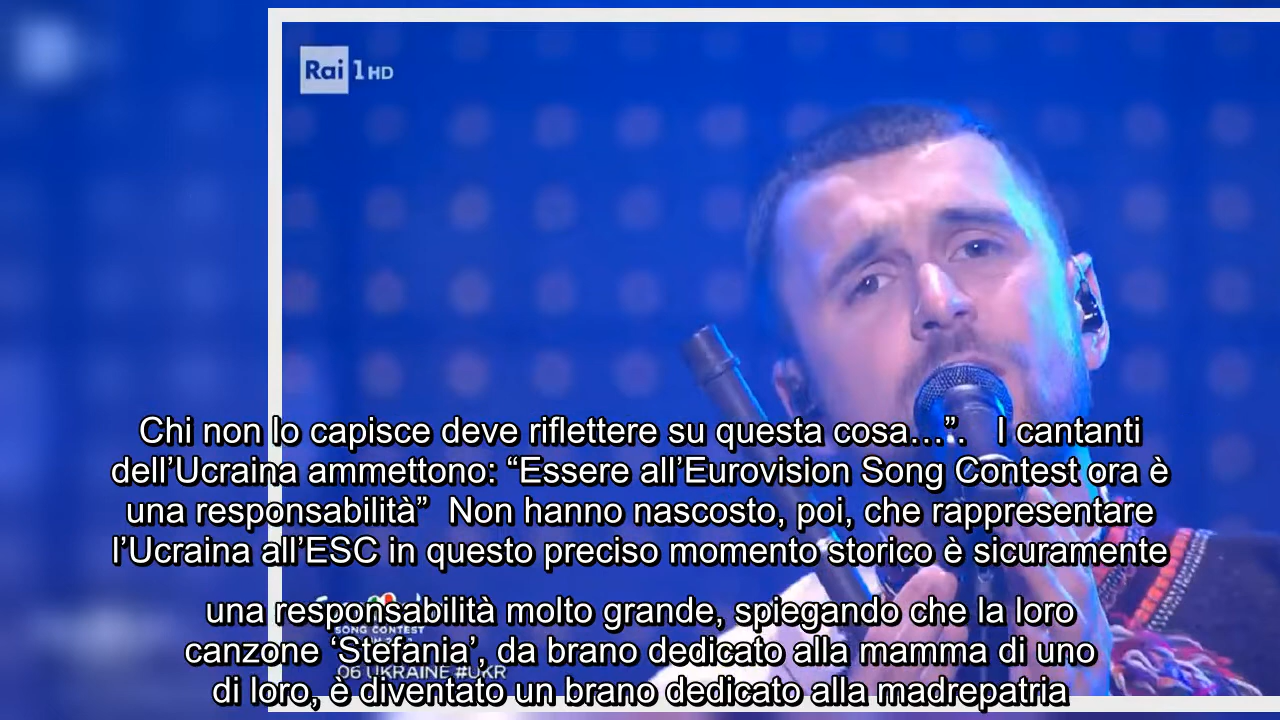 Rai 1 HD
Chi non lo capisce deve riflettere su questa cosa…”. I cantanti
dell’Ucraina ammettono: “Essere all’Eurovision Song Contest ora è
una responsabilità” Non hanno nascosto, poi, che rappresentare
l’Ucraina all’ESC in questo preciso momento storico è sicuramente
una responsabilità molto grande, spiegando che la loro
SONG CONTEST
canzone ‘Stefania’, da brano dedicato alla mamma di uno
06 UKRAINE #UKR
di loro, è diventato un brano dedicato alla madrepatria